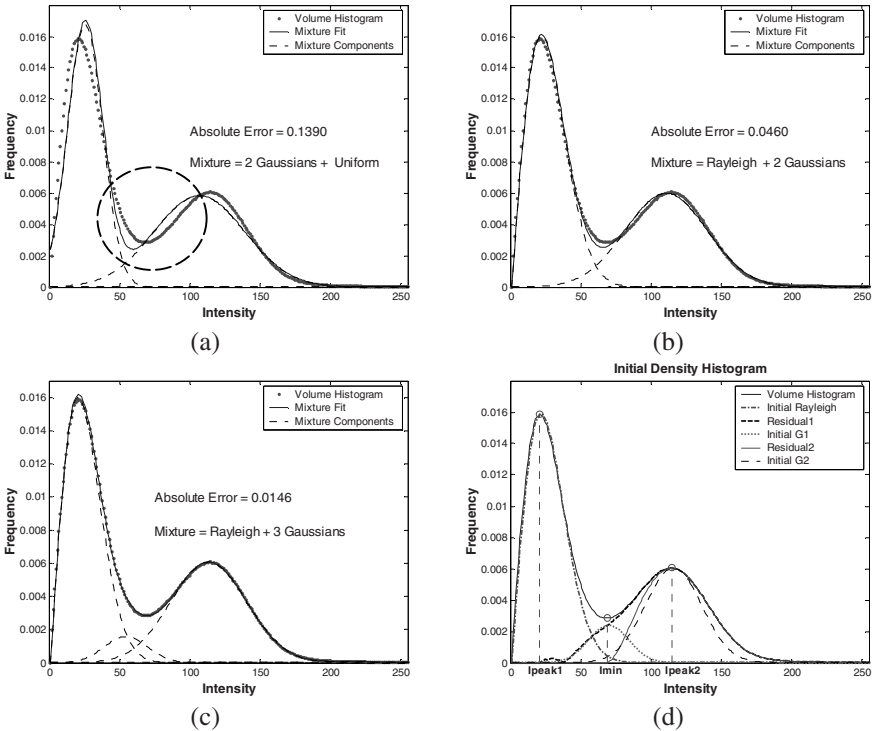 Volume Histogram
Mixture Fit
Mixture Components
0.016
0.014
0.012
0.01
0.008
0.006
0.004
0.002
0
Frequency
Absolute Error = 0.1390
Mixture = 2 Gaussians + Uniform
0 50 100 150 200 250
Intensity
(a)
Volume Histogram
Mixture Fit
Mixture Components
0.016
0.014
0.012
0.01
0.008
0.006
0.004
0.002
0
Frequency
Absolute Error = 0.0460
Mixture = Rayleigh + 2 Gaussians
0 50 100 150 200 250
Intensity
(b)
Volume Histogram
Mixture Fit
Mixture Components
0.016
0.014
0.012
0.01
0.008
0.006
0.004
0.002
0
Frequency
Absolute Error = 0.0146
Mixture = Rayleigh + 3 Gaussians
0 50 100 150 200 250
Intensity
(c)
Initial Density Histogram
Volume Histogram
Initial Rayleigh
Residual1
Initial G1
Residual2
Initial G2
0.016
0.014
0.012
0.01
0.008
0.006
0.004
0.002
0
Frequency
Ipeak1 Imin Ipeak2
0 50 100 150 200 250
Intensity
(d)